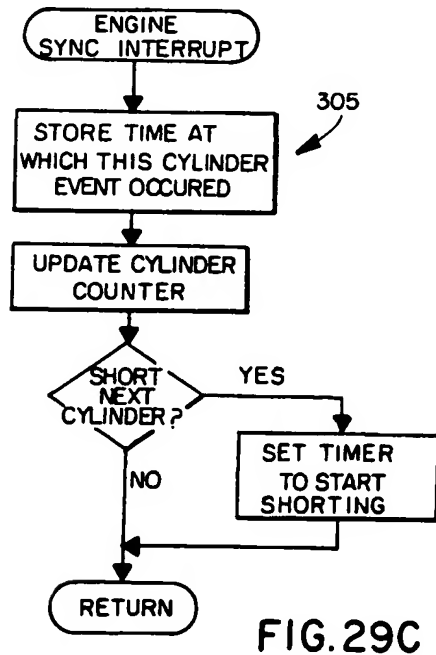 ENGINE
SYNC INTERRUPT
305
STORE TIME AT
WHICH THIS CYLINDER
EVENT OCCURED
UPDATE CYLINDER
COUNTER
SHORT
NEXT
CYLINDER?
YES
NO
SET TIMER
TO START
SHORTING
RETURN
FIG. 29C